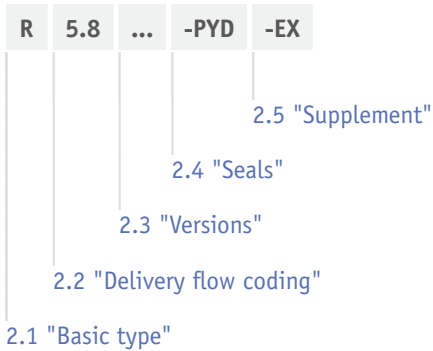 R 5.8 ... -PYD -EX
2.5 "Supplement"
2.4 "Seals"
2.3 "Versions"
2.2 "Delivery flow coding"
2.1 "Basic type"